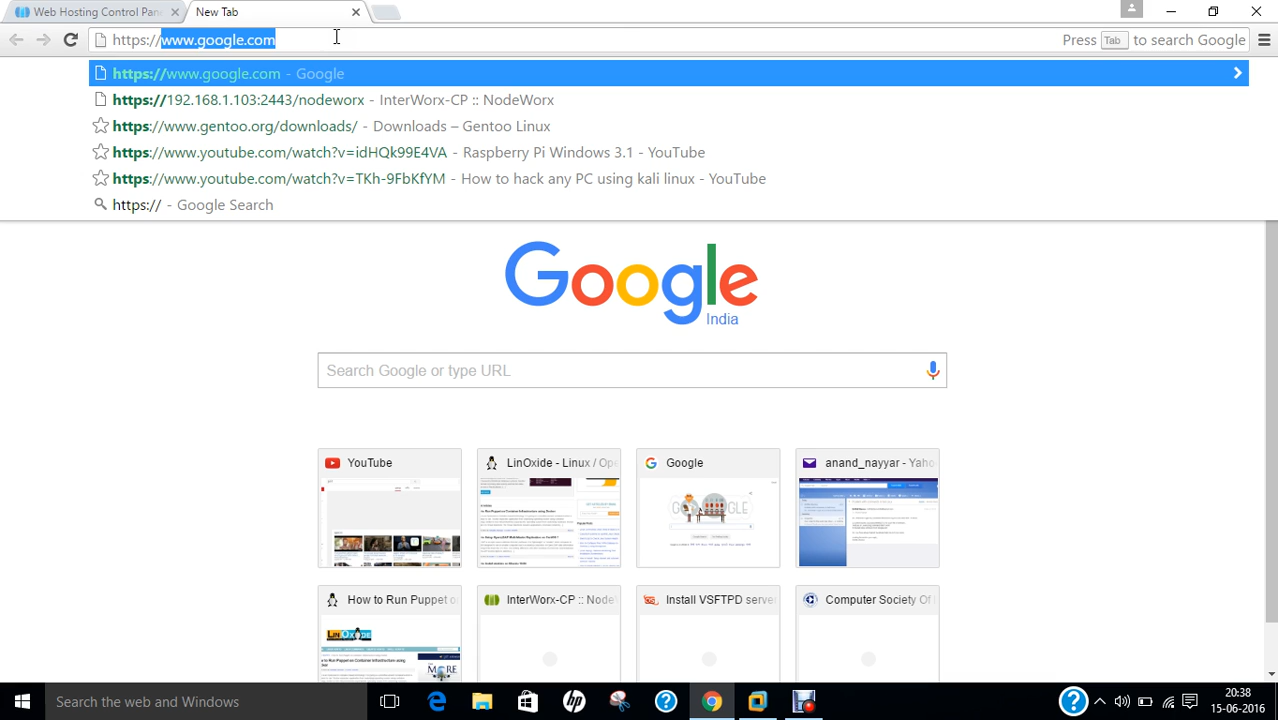 Web Hosting Control Pan
New Tab
https://www.google.com
Press Tab to search Google
https://www.google.com - Google
https://192.168.1.103:2443/nodeworx - InterWorx-CP :: NodeWorx
https://www.gentoo.org/downloads/ - Downloads – Gentoo Linux
https://www.youtube.com/watch?v=idHQk99E4VA - Raspberry Pi Windows 3.1 - YouTube
https://www.youtube.com/watch?v=TKh-9FbKfYM - How to hack any PC using kali linux - YouTube
https:// - Google Search
Google
India
Search Google or type URL
YouTube
LinOxide - Linux / Ope
Google
anand_nayyar - Yaho
How to Run Puppet o
InterWorx-CP :: Node
Install VSFTPD server
Computer Society Of I
LINOXIDE
Search the web and Windows
20:38
15-06-2016